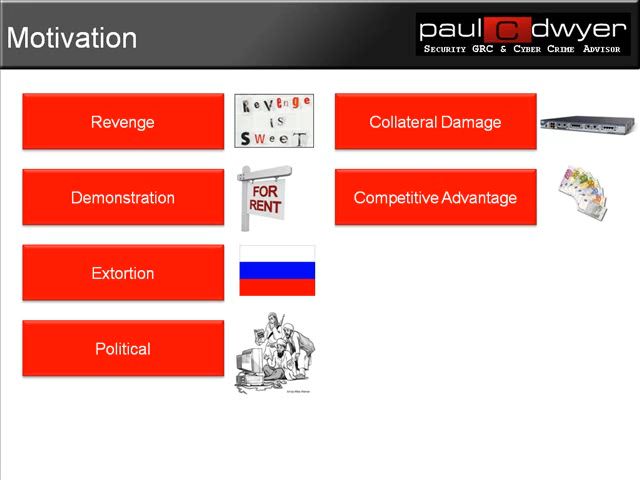 Motivation
paul c dwyer
SECURITY GRC & CYBER CRIME ADVISOR
Revenge
ReVenge
is
SweeT
Collateral Damage
Demonstration
FOR
RENT
Competitive Advantage
Extortion
Political